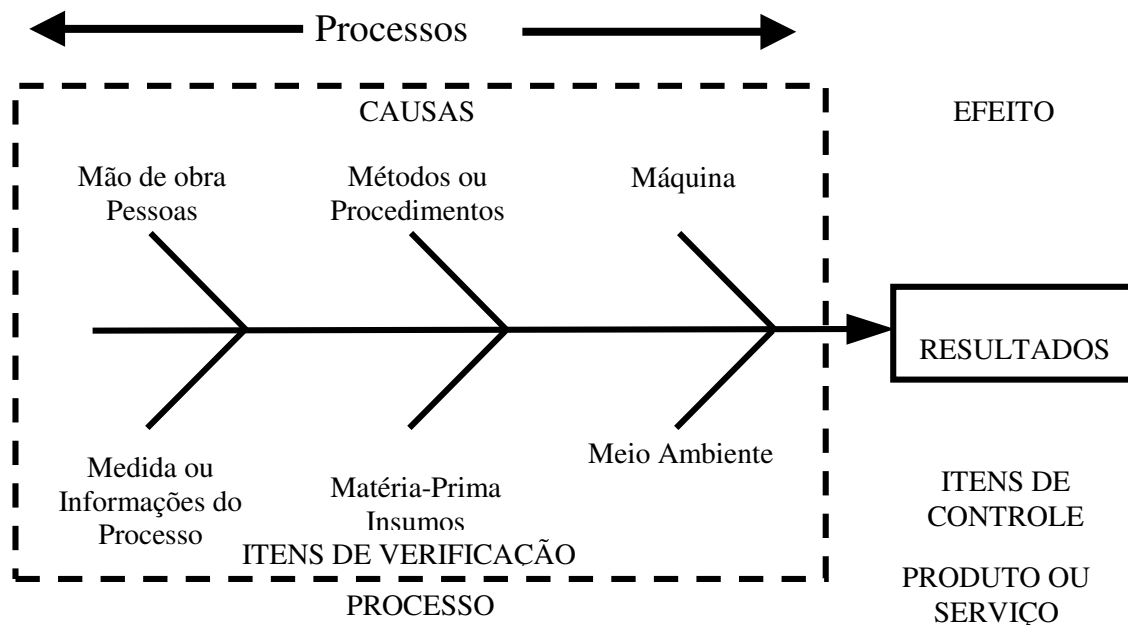 Processos
CAUSAS
EFEITO
Mão de obra
Pessoas
Métodos ou
Procedimentos
Máquina
RESULTADOS
Medida ou
Informações do
Processo
Matéria-Prima
Insumos
Meio Ambiente
ITENS DE
CONTROLE
ITENS DE VERIFICAÇÃO
PROCESSO
PRODUTO OU
SERVIÇO